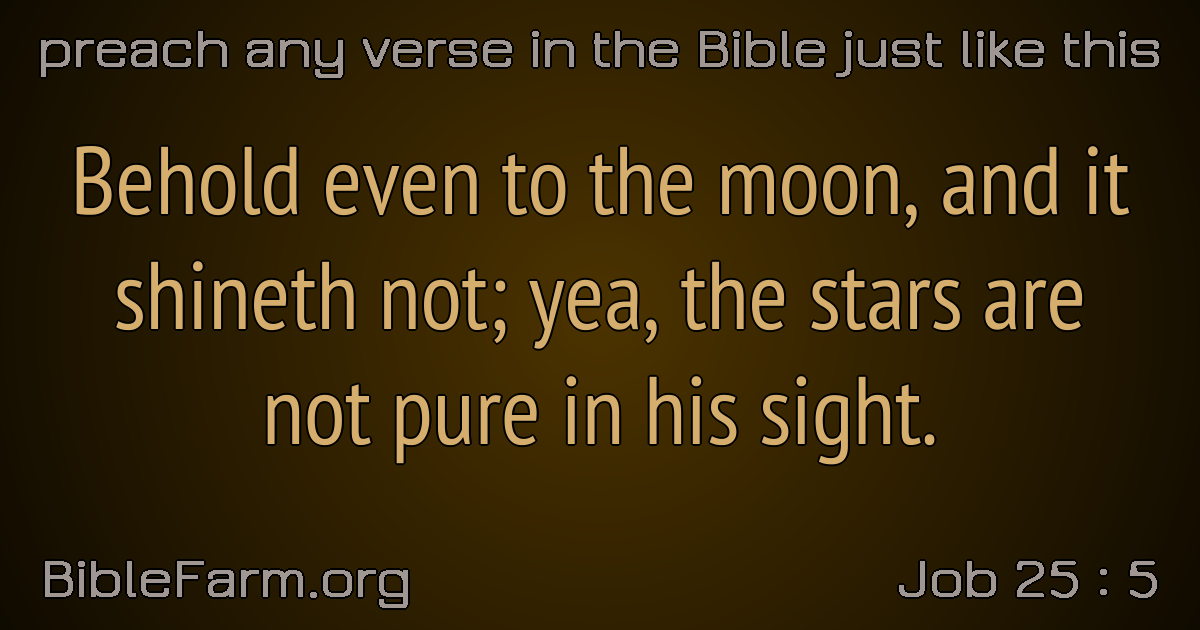 preach any verse in the Bible just like this
Behold even to the moon, and it
shineth not; yea, the stars are
not pure in his sight.
BibleFarm.org
Job 25 : 5